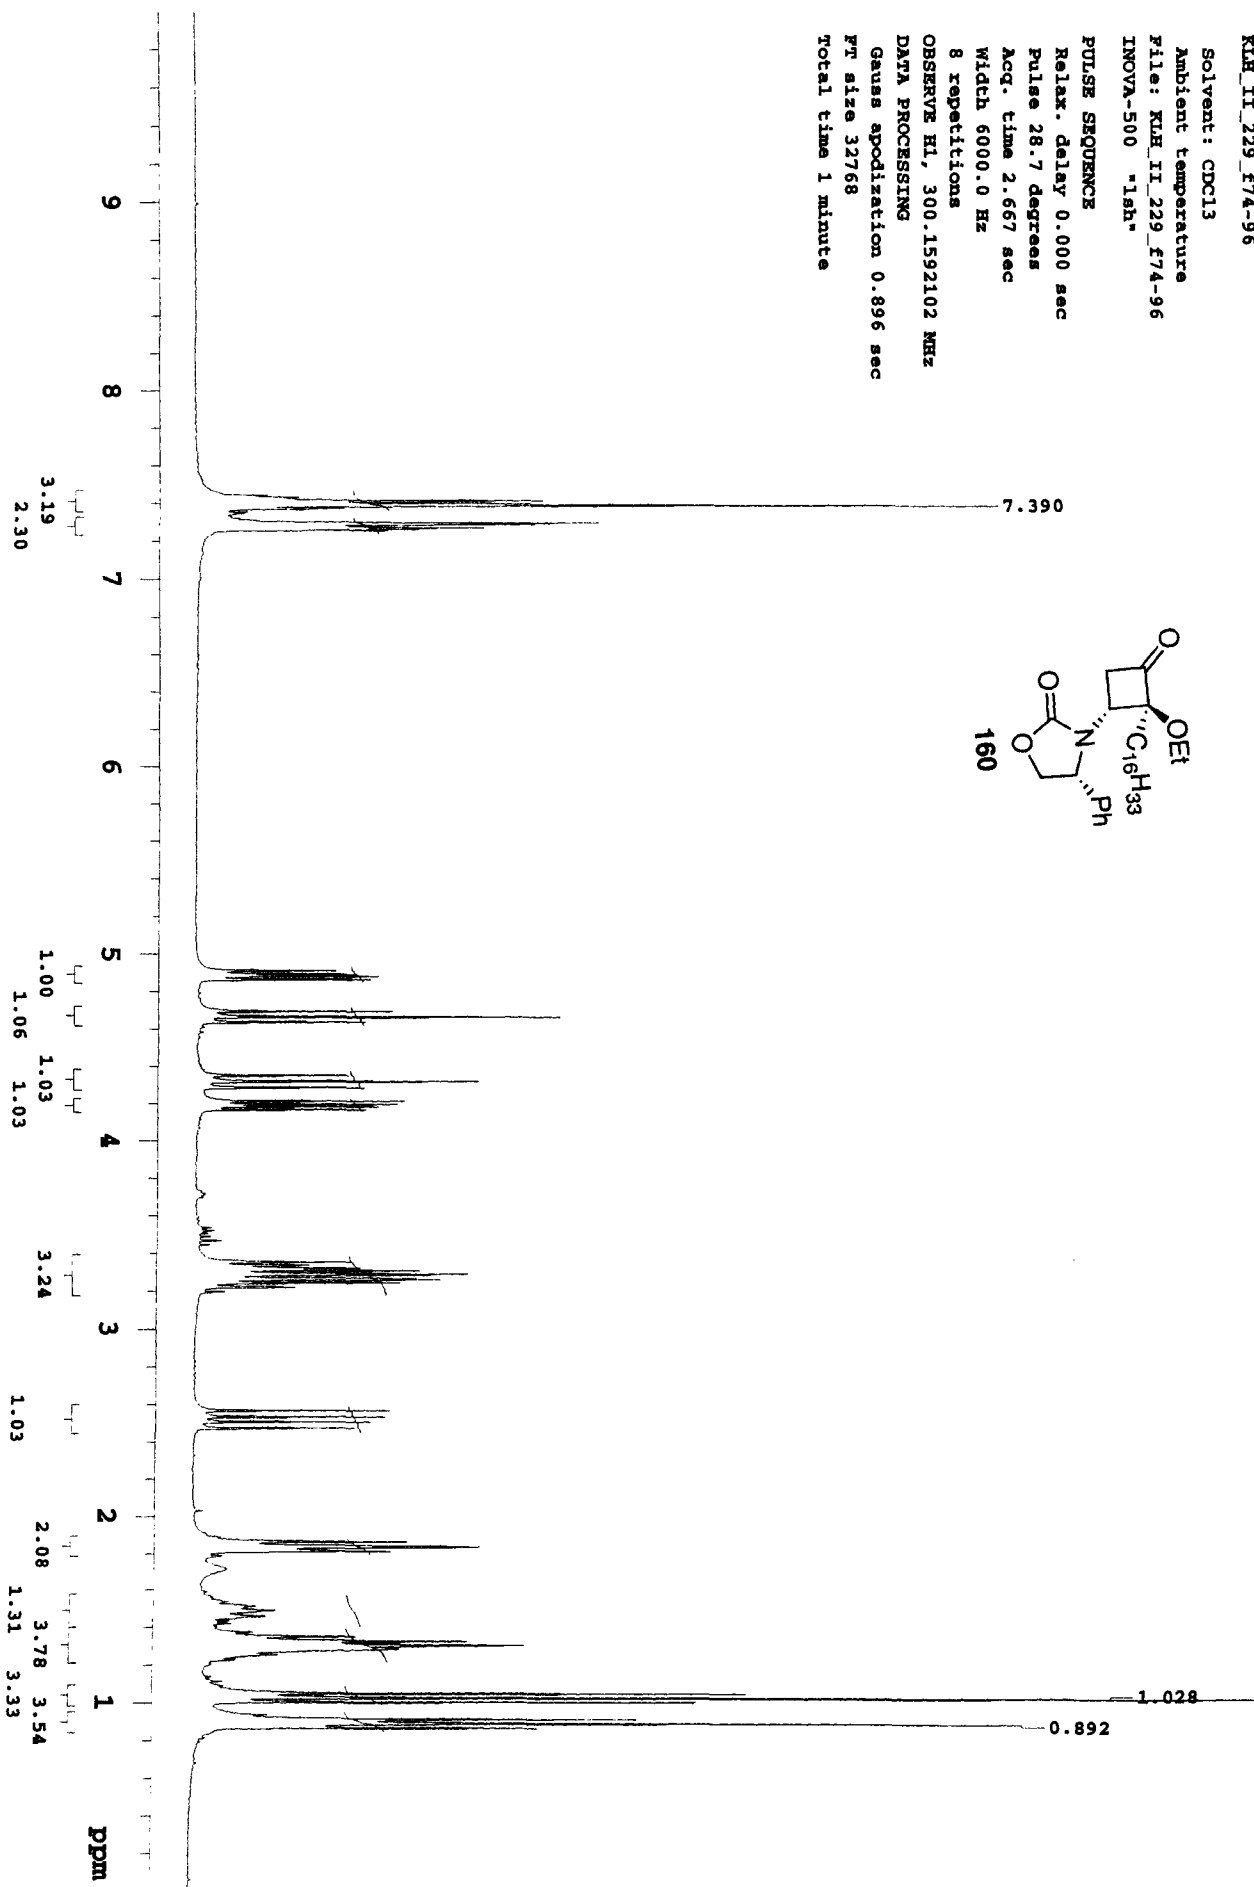 KLH_II_229_f74-96
Solvent: CDCl3
Ambient temperature
File: KLH_II_229_f74-96
INOVA-500 "lsh"
PULSE SEQUENCE
Relax. delay 0.000 sec
Pulse 28.7 degrees
Acq. time 2.667 sec
Width 6000.0 Hz
8 repetitions
OBSERVE H1, 300.1592102 MHz
DATA PROCESSING
Gauss apodization 0.896 sec
FT size 32768
Total time 1 minute
O
OEt
C16H33
N
Ph
O
O
160
7.390
1.028
0.892
9 8 7 6 5 4 3 2 1 ppm
3.19 1.00 1.03 3.24 2.08 3.78 3.54
2.30 1.06 1.03 1.03 1.31 3.33